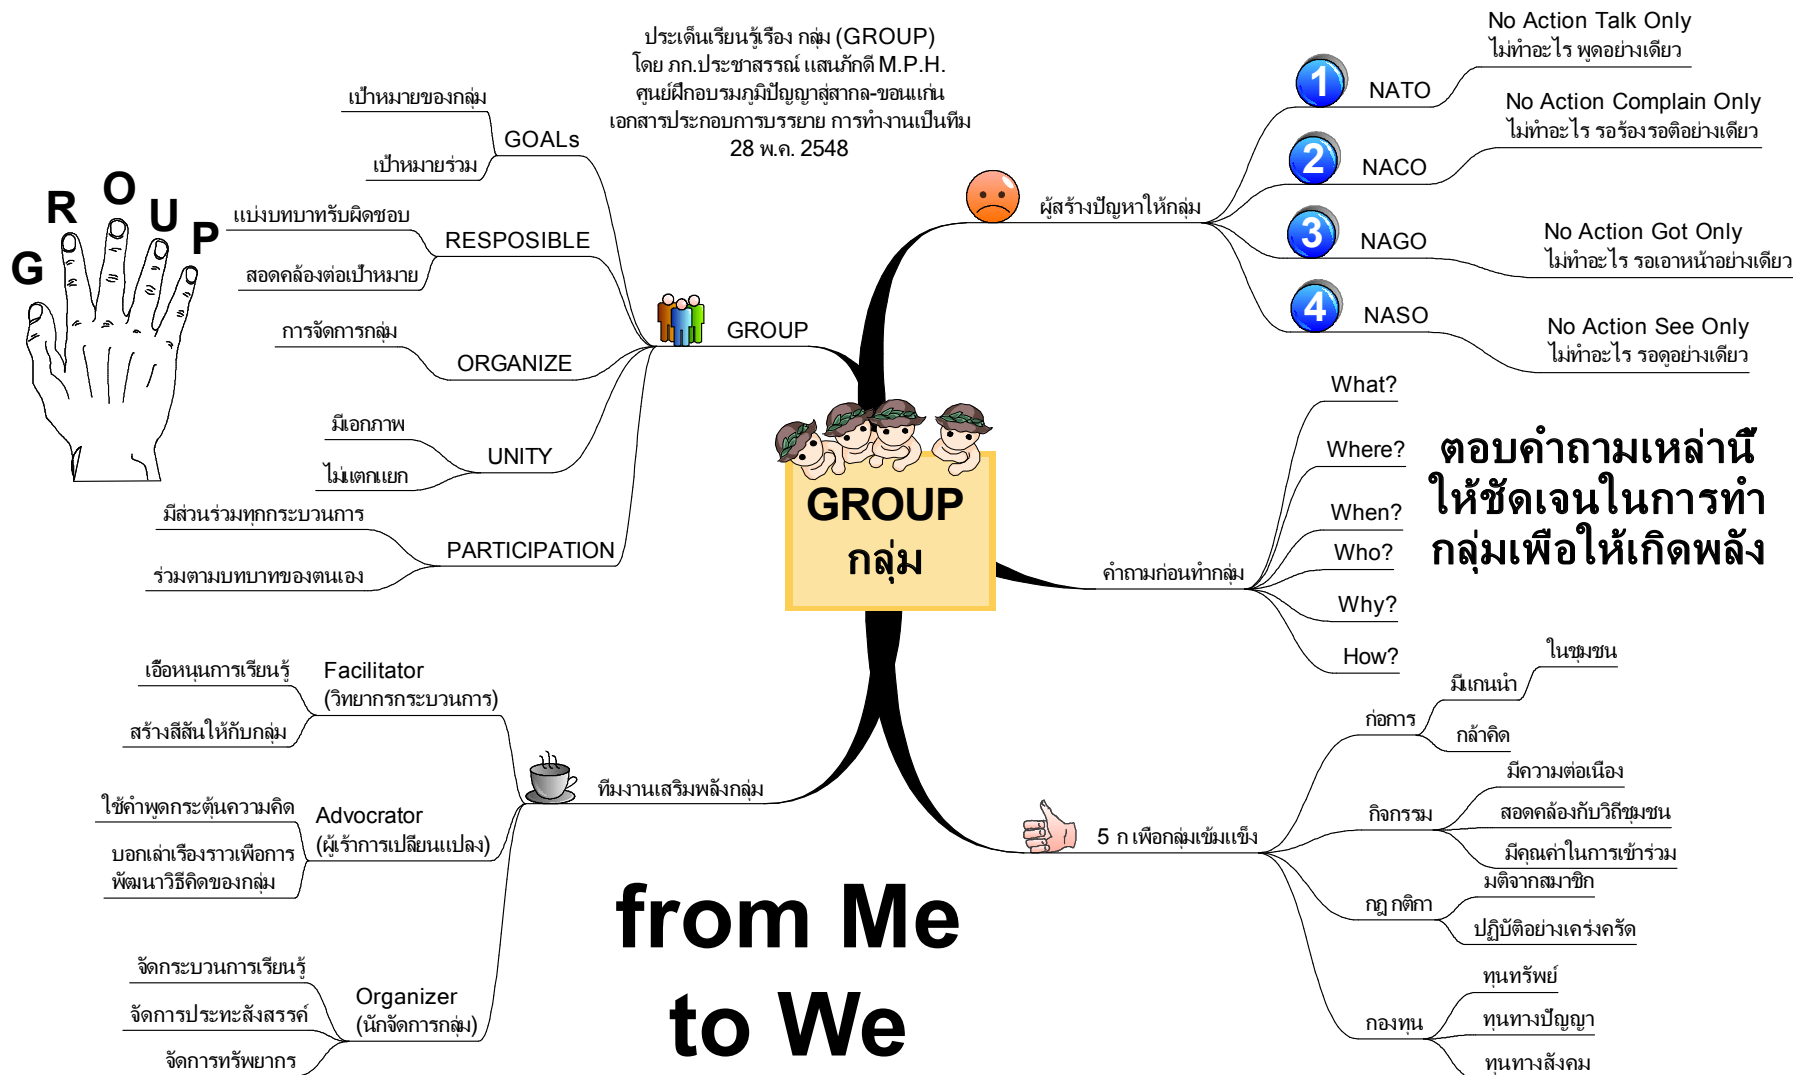 ประเด็นเรียนรู้เรื่อง กลุ่ม (GROUP)
โดย ภก.ประชาสรรณ์ แสนภักดี M.P.H.
ศูนย์ฝึกอบรมภูมิปัญญาสู่สากล-ขอนแก่น
เอกสารประกอบการบรรยาย การทำงานเป็นทีม
28 พ.ค. 2548
G
R
O
U
P
GROUP
กลุ่ม
GROUP
GOALs
เป้าหมายของกลุ่ม
เป้าหมายร่วม
RESPOSIBLE
แบ่งบทบาทรับผิดชอบ
สอดคล้องต่อเป้าหมาย
ORGANIZE
การจัดการกลุ่ม
UNITY
มีเอกภาพ
ไม่แตกแยก
PARTICIPATION
มีส่วนร่วมทุกกระบวนการ
ร่วมตามบทบาทของตนเอง
ผู้สร้างปัญหาให้กลุ่ม
1
NATO
No Action Talk Only
ไม่ทำอะไร พูดอย่างเดียว
2
NACO
No Action Complain Only
ไม่ทำอะไร รอร้องรอติอย่างเดียว
3
NAGO
No Action Got Only
ไม่ทำอะไร รอเอาหน้าอย่างเดียว
4
NASO
No Action See Only
ไม่ทำอะไร รอดูอย่างเดียว
คำถามก่อนทำกลุ่ม
What?
Where?
When?
Who?
Why?
How?
ตอบคำถามเหล่านี้
ให้ชัดเจนในการทำ
กลุ่มเพื่อให้เกิดพลัง
ทีมงานเสริมพลังกลุ่ม
Facilitator
(วิทยากรกระบวนการ)
เอื้อหนุนการเรียนรู้
สร้างสีสันให้กับกลุ่ม
Advocrator
(ผู้เร้าการเปลี่ยนแปลง)
ใช้คำพูดกระตุ้นความคิด
บอกเล่าเรื่องราวเพื่อการ
พัฒนาวิธีคิดของกลุ่ม
Organizer
(นักจัดการกลุ่ม)
จัดกระบวนการเรียนรู้
จัดการประทะสังสรรค์
จัดการทรัพยากร
5 ก เพื่อกลุ่มเข้มแข็ง
ก่อการ
มีแกนนำ
ในชุมชน
กล้าคิด
กิจกรรม
มีความต่อเนื่อง
สอดคล้องกับวิถีชุมชน
มีคุณค่าในการเข้าร่วม
กฎ กติกา
มติจากสมาชิก
ปฏิบัติอย่างเคร่งครัด
กองทุน
ทุนทรัพย์
ทุนทางปัญญา
ทุนทางสังคม
from Me
to We